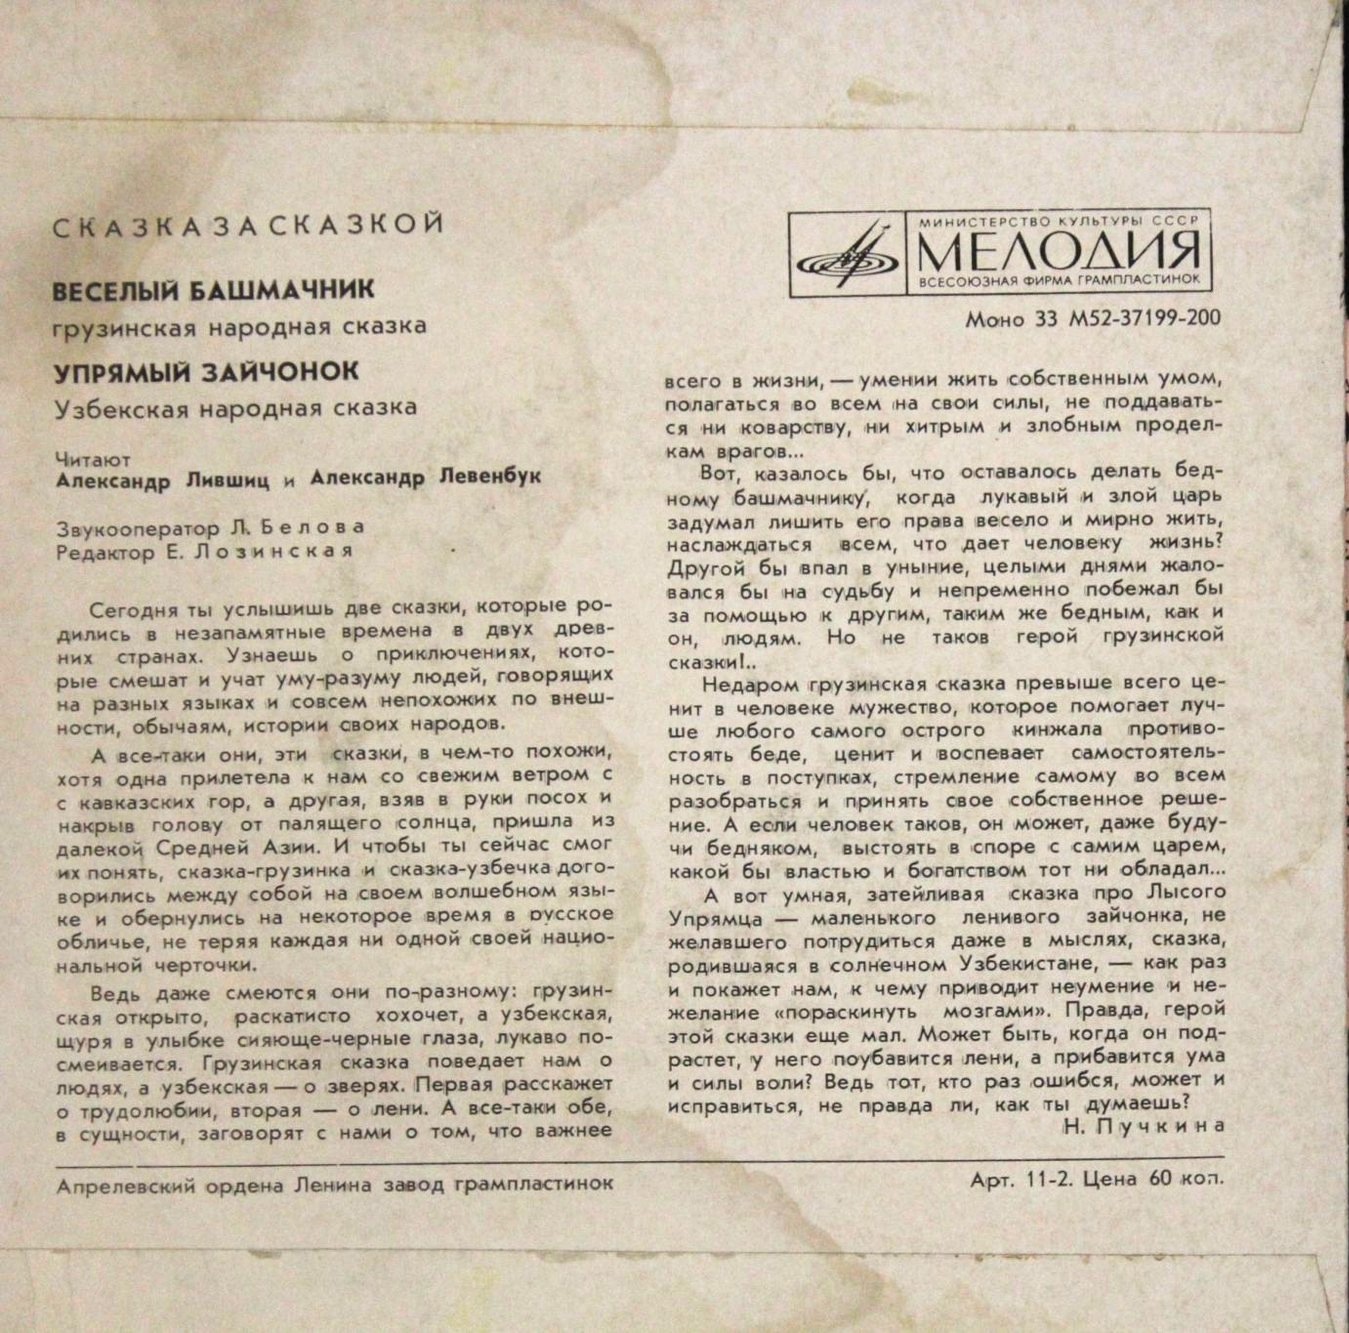 СКАЗКА ЗА СКАЗКОЙ
ВЕСЕЛЫЙ БАШМАЧНИК
грузинская народная сказка
УПРЯМЫЙ ЗАЙЧОНОК
Узбекская народная сказка
Читают
Александр Лившиц и Александр Левенбук
Звукооператор Л. Белова
Редактор Е. Лозинская
Сегодня ты услышишь две сказки, которые ро-
дились в незапамятные времена в двух древ-
них странах. Узнаешь о приключениях, кото-
рые смешат и учат уму-разуму людей, говорящих
на разных языках и совсем непохожих по внеш-
ности, обычаям, истории своих народов.
А все-таки они, эти сказки, в чем-то похожи,
хотя одна прилетела к нам со свежим ветром с
с кавказских гор, а другая, взяв в руки посох и
накрыв голову от палящего солнца, пришла из
далекой Средней Азии. И чтобы ты сейчас смог
их понять, сказка-грузинка и сказка-узбечка дого-
ворились между собой на своем волшебном язы-
ке и обернулись на некоторое время в русское
обличье, не теряя каждая ни одной своей нацио-
нальной черточки.
Ведь даже смеются они по-разному: грузин-
ская открыто, раскатисто хохочет, а узбекская,
щуря в улыбке сияюще-черные глаза, лукаво по-
смеивается. Грузинская сказка поведает нам о
людях, а узбекская — о зверях. Первая расскажет
о трудолюбии, вторая — о лени. А все-таки обе,
в сущности, заговорят с нами о том, что важнее
МИНИСТЕРСТВО КУЛЬТУРЫ СССР
МЕЛОДИЯ
ВСЕСОЮЗНАЯ ФИРМА ГРАМПЛАСТИНОК
Моно 33 М52-37199-200
всего в жизни, — умении жить собственным умом,
полагаться во всем на свои силы, не поддавать-
ся ни коварству, ни хитрым и злобным продел-
кам врагов...
Вот, казалось бы, что оставалось делать бед-
ному башмачнику, когда лукавый и злой царь
задумал лишить его права весело и мирно жить,
наслаждаться всем, что дает человеку жизнь?
Другой бы впал в уныние, целыми днями жало-
вался бы на судьбу и непременно побежал бы
за помощью к другим, таким же бедным, как и
он, людям. Но не таков герой грузинской
сказки!..
Недаром грузинская сказка превыше всего це-
нит в человеке мужество, которое помогает луч-
ше любого самого острого кинжала противо-
стоять беде, ценит и воспевает самостоятель-
ность в поступках, стремление самому во всем
разобраться и принять свое собственное реше-
ние. А если человек таков, он может, даже буду-
чи бедняком, выстоять в споре с самим царем,
какой бы властью и богатством тот ни обладал...
А вот умная, затейливая сказка про Лысого
Упрямца — маленького ленивого зайчонка, не
желавшего потрудиться даже в мыслях, сказка,
родившаяся в солнечном Узбекистане, — как раз
и покажет нам, к чему приводит неумение и не-
желание «пораскинуть мозгами». Правда, герой
этой сказки еще мал. Может быть, когда он под-
растет, у него поубавится лени, а прибавится ума
и силы воли? Ведь тот, кто раз ошибся, может и
исправиться, не правда ли, как ты думаешь?
Н. Пучкина
Апрелевский ордена Ленина завод грампластинок
Арт. 11-2. Цена 60 коп.